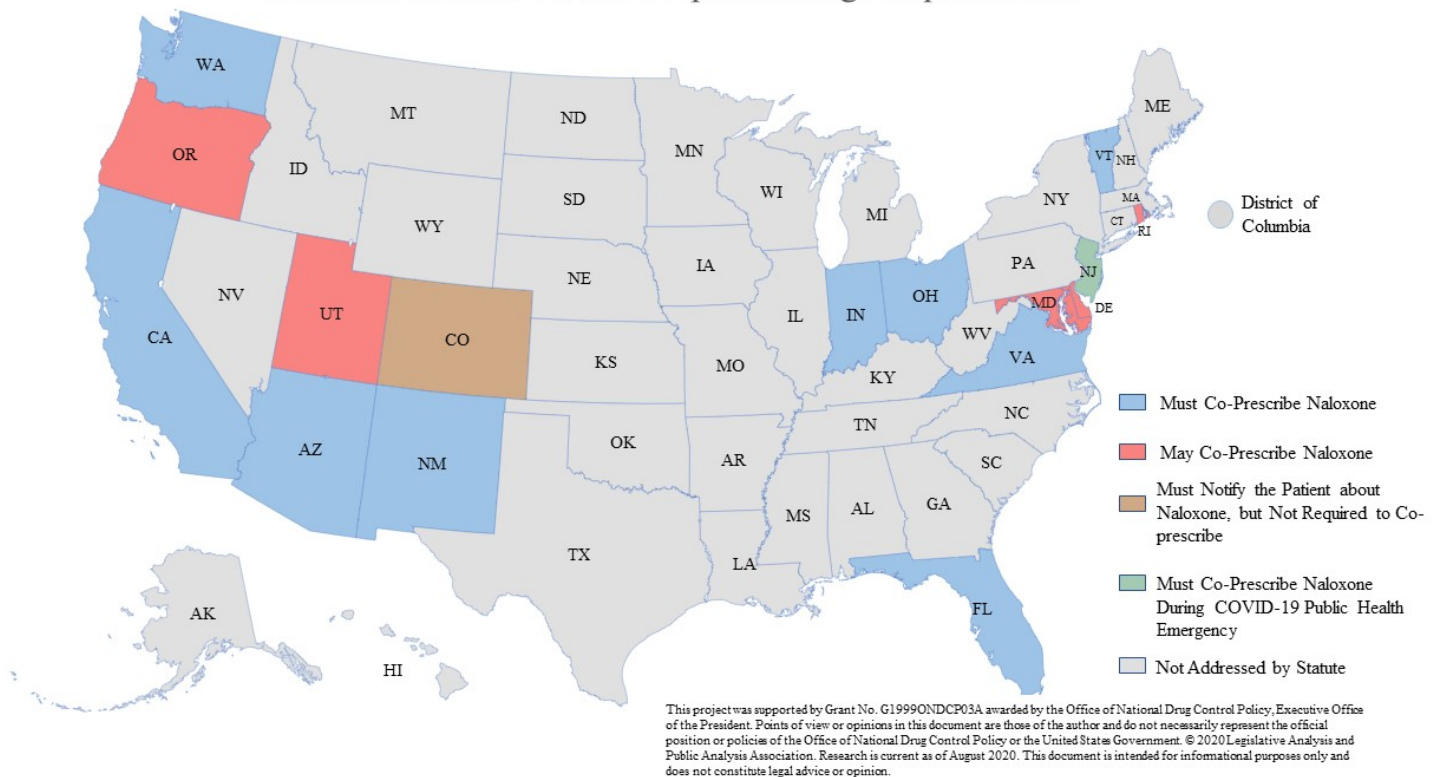 WA
MT
ND
MN
ME
OR
ID
SD
WI
MI
NY
VT
NH
MA
CT
RI
District of
Columbia
WY
NE
IA
PA
NJ
NV
UT
CO
KS
MO
IL
IN
OH
WV
MD
DE
CA
KY
VA
AZ
NM
OK
AR
TN
NC
SC
TX
LA
MS
AL
GA
FL
AK
HI
Must Co-Prescribe Naloxone
May Co-Prescribe Naloxone
Must Notify the Patient about
Naloxone, but Not Required to Co-
prescribe
Must Co-Prescribe Naloxone
During COVID-19 Public Health
Emergency
Not Addressed by Statute
This project was supported by Grant No. G1999ONDCP03A awarded by the Office of National Drug Control Policy, Executive Office
of the President. Points of view or opinions in this document are those of the author and do not necessarily represent the official
position or policies of the Office of National Drug Control Policy or the United States Government. © 2020 Legislative Analysis and
Public Analysis Association. Research is current as of August 2020. This document is intended for informational purposes only and
does not constitute legal advice or opinion.